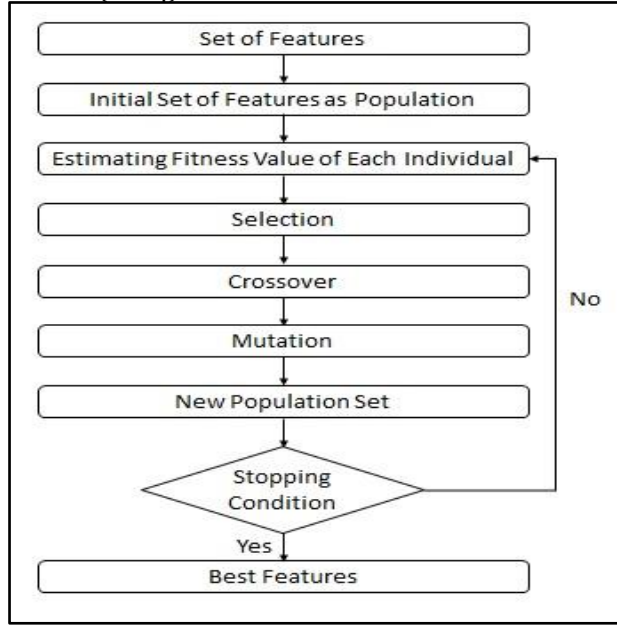 Set of Features
Initial Set of Features as Population
Estimating Fitness Value of Each Individual
Selection
Crossover
No
Mutation
New Population Set
Stopping
Condition
Yes
Best Features